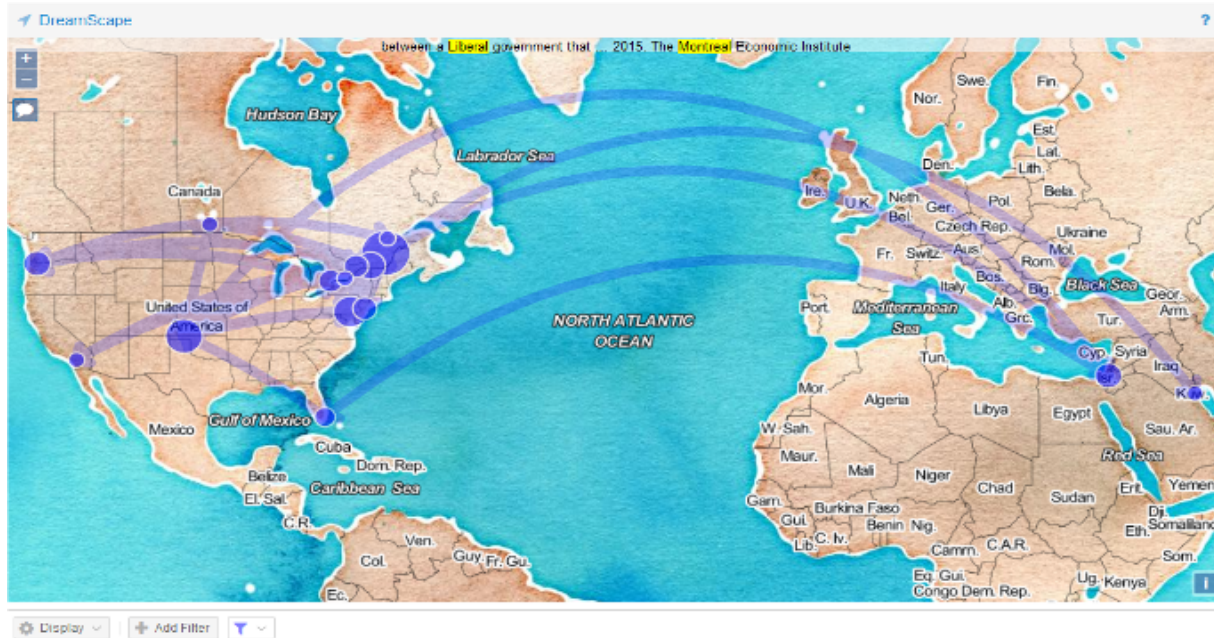 DreamScape ?
between a Liberal government that ... 2015. The Montreal Economic Institute
+
–
Hudson Bay
Labrador Sea
Canada
United States of
America
Mexico
Gulf of Mexico
Cuba
Dom. Rep.
Belize
Caribbean Sea
El. Sal.
C.R.
Ven.
Col.
Guy. Fr. Gu.
Ec.
NORTH ATLANTIC
OCEAN
Swe.
Fin.
Nor.
Est.
Lat.
Den.
Lith.
Ire.
U.K.
Neth.
Bel.
Ger.
Pol.
Bela.
Czech Rep.
Ukraine
Fr.
Switz.
Aus.
Mol.
Rom.
Bos.
Italy
Blg.
Black Sea
Geor.
Arm.
Port.
Mediterranean
Sea
Alb.
Grc.
Tur.
Tun.
Cyp.
Syria
Iraq
Isr.
Kuw.
Mor.
Algeria
Libya
Egypt
Sau. Ar.
W. Sah.
Red Sea
Maur.
Mali
Niger
Chad
Sudan
Erit.
Yemen
Gam.
Burkina Faso
Dji.
Gui.
Benin
Nig.
Eth.
Somaliland
Lib.
C. Iv.
Camm.
C.A.R.
Som.
Eq. Gui.
Ug.
Kenya
Congo Dem. Rep.
i
Display
Add Filter